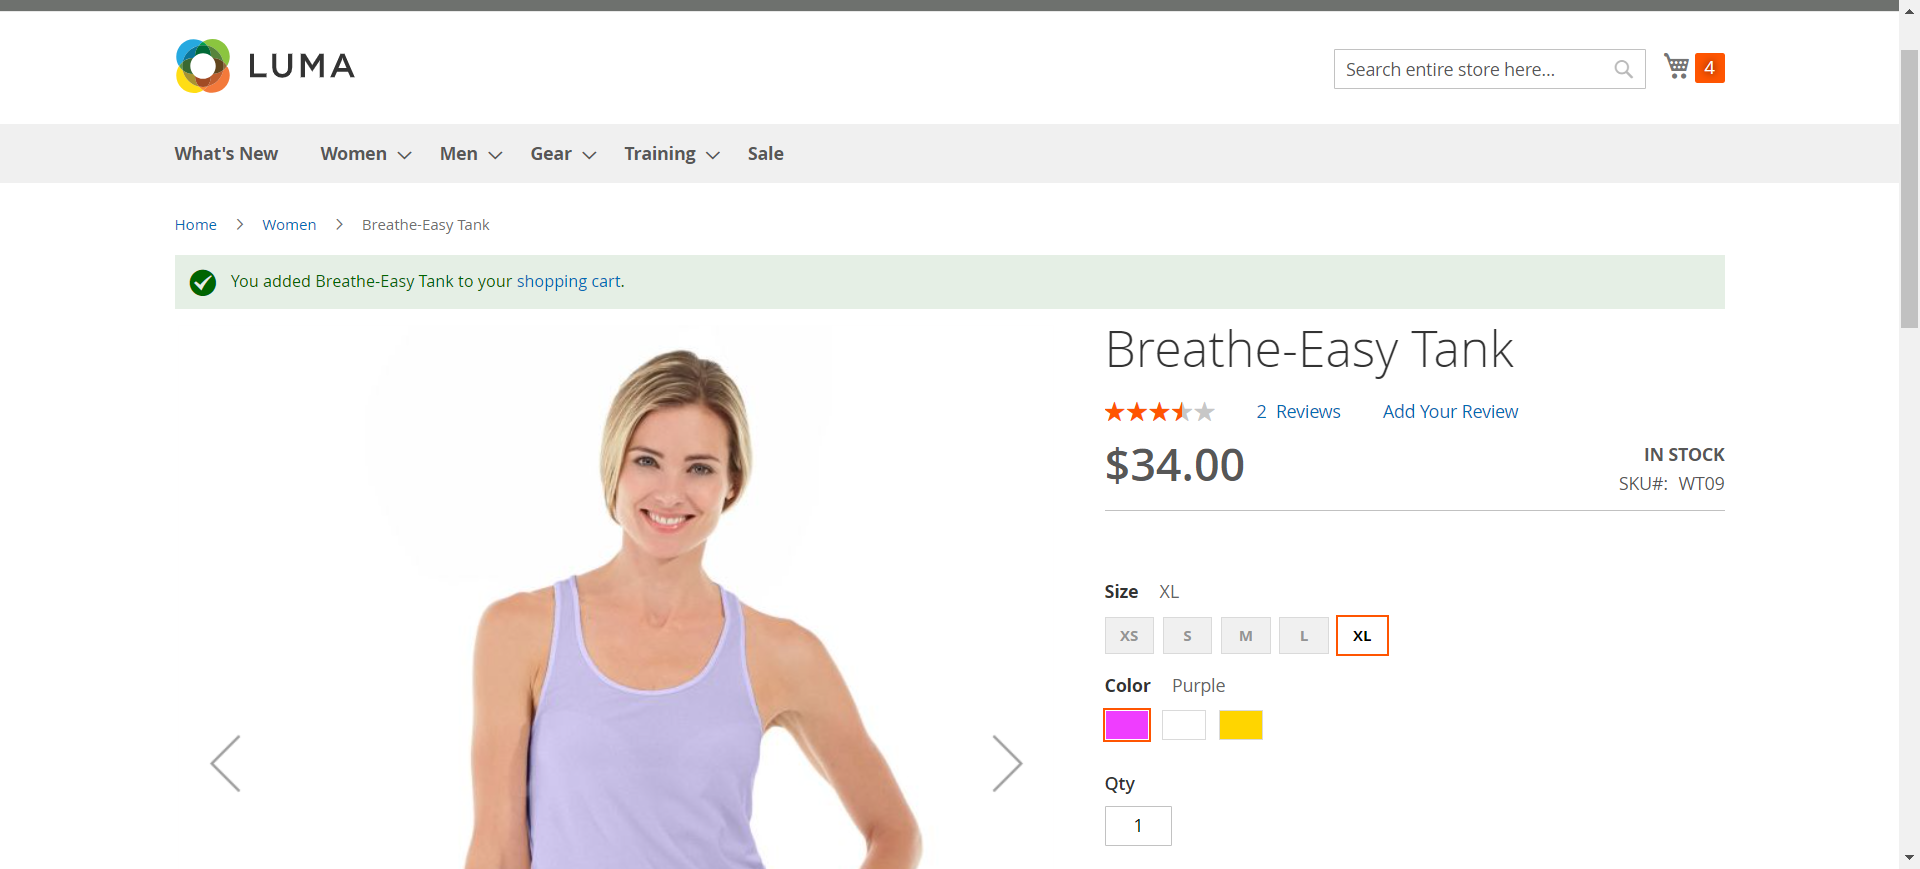 LUMA
Search entire store here...
4
What's New
Women
Men
Gear
Training
Sale
Home > Women > Breathe-Easy Tank
You added Breathe-Easy Tank to your shopping cart.
Breathe-Easy Tank
2 Reviews
Add Your Review
$34.00
IN STOCK
SKU#: WT09
Size XL
XS S M L XL
Color Purple
Qty
1